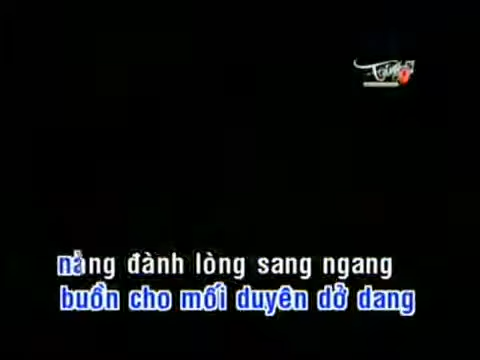 nàng đành lòng sang ngang
buồn cho mối duyên dở dang